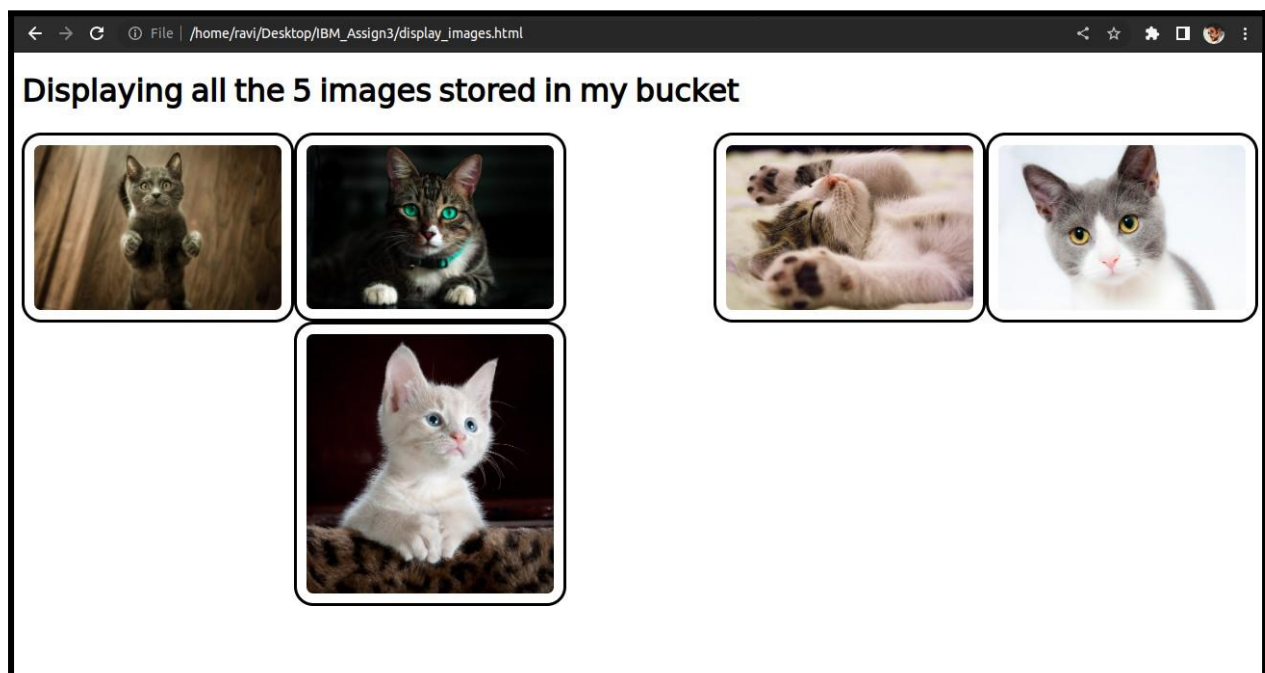 File | /home/ravi/Desktop/IBM_Assign3/display_images.html
Displaying all the 5 images stored in my bucket